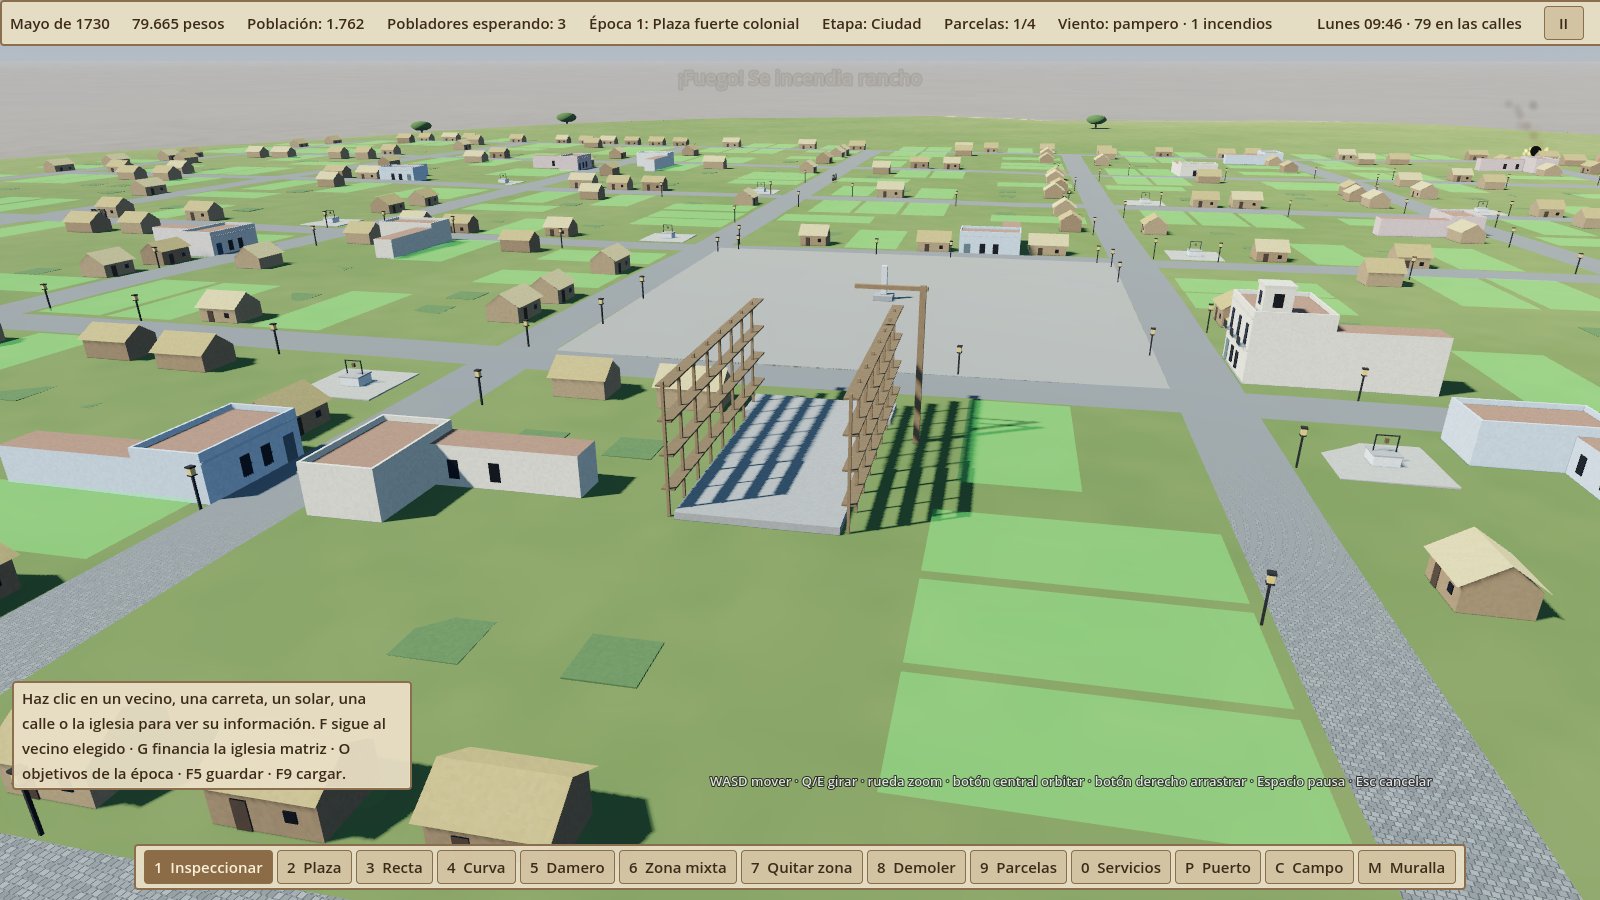 Mayo de 1730 79.665 pesos Población: 1.762 Pobladores esperando: 3 Época 1: Plaza fuerte colonial Etapa: Ciudad Parcelas: 1/4 Viento: pampero · 1 incendios Lunes 09:46 · 79 en las calles II
¡Fuego! Se incendia rancho
Haz clic en un vecino, una carreta, un solar, una
calle o la iglesia para ver su información. F sigue al
vecino elegido · G financia la iglesia matriz · O
objetivos de la época · F5 guardar · F9 cargar.
WASD mover · Q/E girar · rueda zoom · botón central orbitar · botón derecho arrastrar · Espacio pausa · Esc cancelar
1 Inspeccionar 2 Plaza 3 Recta 4 Curva 5 Damero 6 Zona mixta 7 Quitar zona 8 Demoler 9 Parcelas 0 Servicios P Puerto C Campo M Muralla